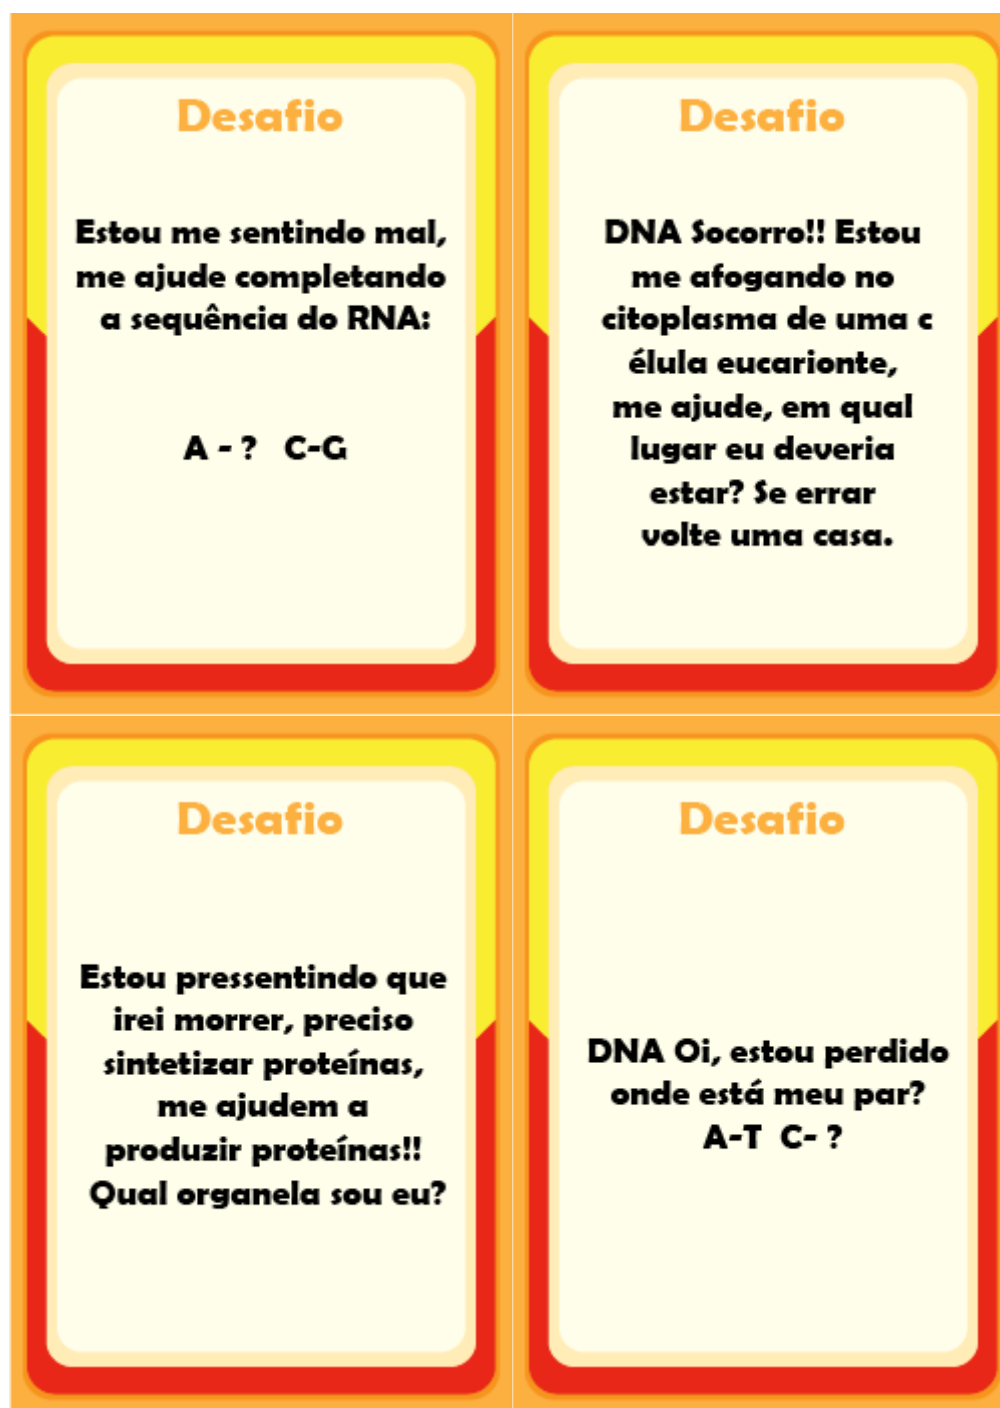 Desafio
Estou me sentindo mal,
me ajude completando
a sequência do RNA:
A - ?   C-G
Desafio
DNA Socorro!! Estou
me afogando no
citoplasma de uma c
élula eucarionte,
me ajude, em qual
lugar eu deveria
estar? Se errar
volte uma casa.
Desafio
Estou pressentindo que
irei morrer, preciso
sintetizar proteínas,
me ajudem a
produzir proteínas!!
Qual organela sou eu?
Desafio
DNA Oi, estou perdido
onde está meu par?
A-T  C- ?